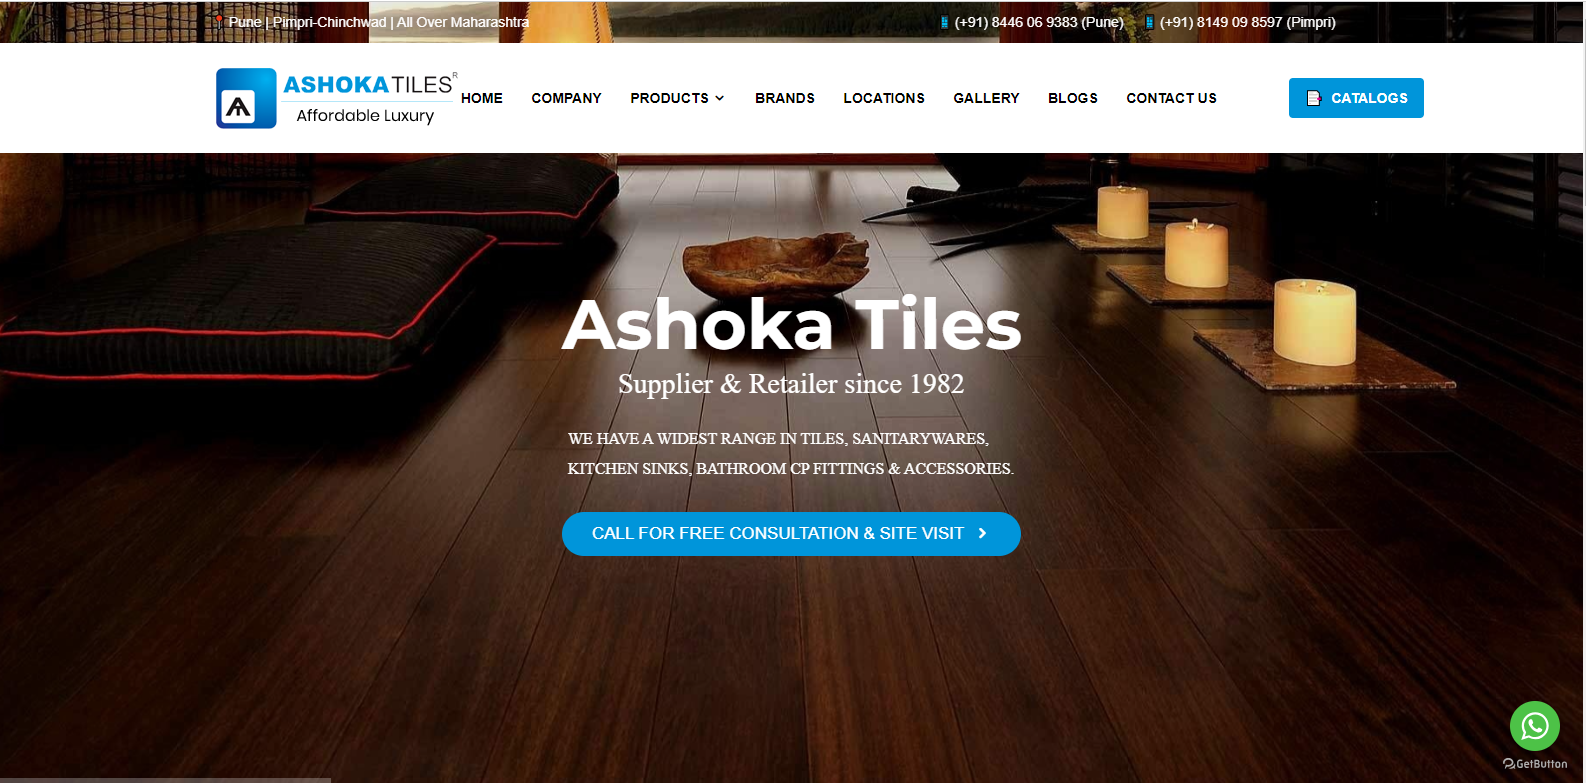 Pune | Pimpri-Chinchwad | All Over Maharashtra
(+91) 8446 06 9383 (Pune)
(+91) 8149 09 8597 (Pimpri)
ASHOKA TILES R
Affordable Luxury
HOME
COMPANY
PRODUCTS
BRANDS
LOCATIONS
GALLERY
BLOGS
CONTACT US
CATALOGS
Ashoka Tiles
Supplier & Retailer since 1982
WE HAVE A WIDEST RANGE IN TILES, SANITARYWARES,
KITCHEN SINKS, BATHROOM CP FITTINGS & ACCESSORIES.
CALL FOR FREE CONSULTATION & SITE VISIT
GetButton